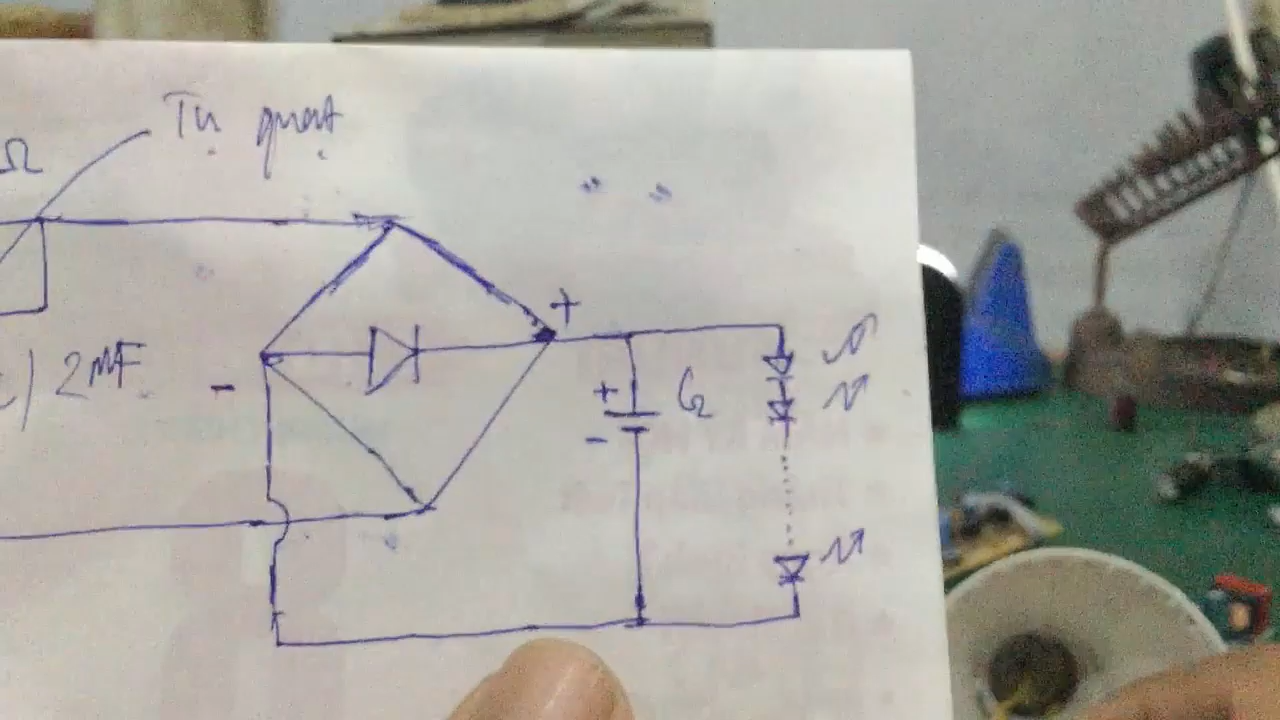 Tụ quạt
Ω
+
) 2MF
-
+
C2
-